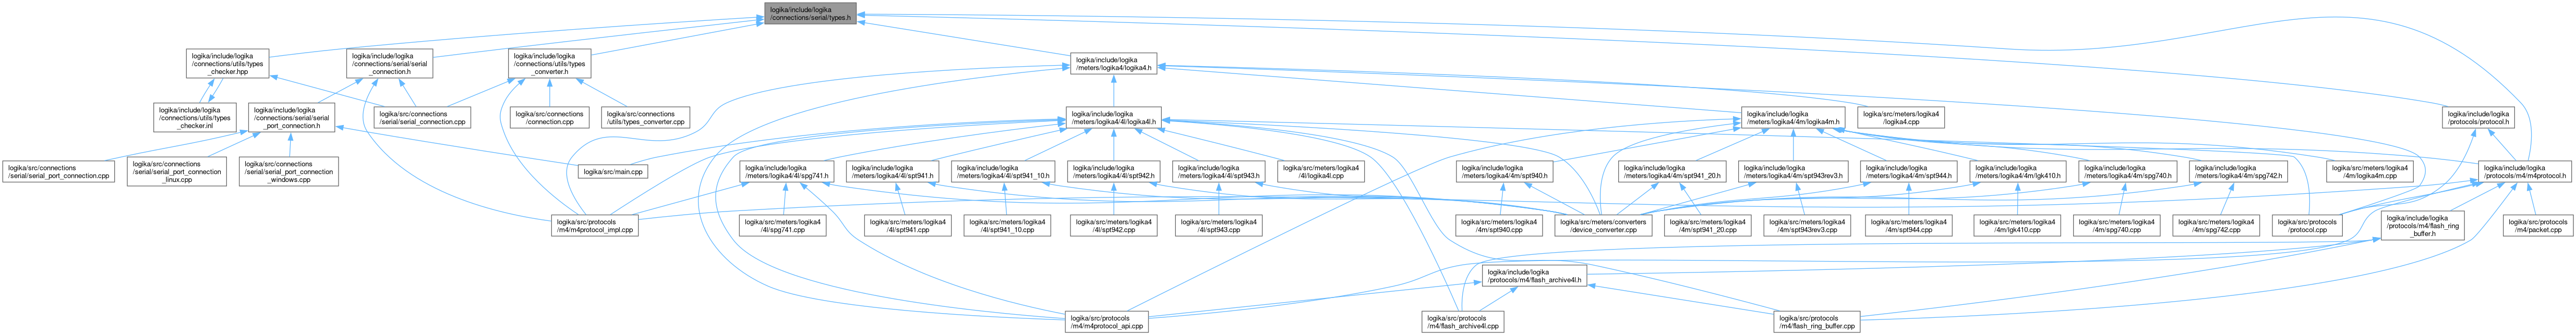 logika/include/logika
/connections/serial/types.h
logika/include/logika
/connections/utils/types
_checker.hpp
logika/include/logika
/connections/serial/serial
_connection.h
logika/include/logika
/connections/utils/types
_converter.h
logika/include/logika
/meters/logika4/logika4.h
logika/include/logika
/connections/utils/types
_checker.inl
logika/include/logika
/connections/serial/serial
_port_connection.h
logika/src/connections
/serial/serial_connection.cpp
logika/src/connections
/connection.cpp
logika/src/connections
/utils/types_converter.cpp
logika/include/logika
/meters/logika4/4l/logika4l.h
logika/include/logika
/meters/logika4/4m/logika4m.h
logika/src/meters/logika4
/logika4.cpp
logika/include/logika
/protocols/protocol.h
logika/src/connections
/serial/serial_port_connection.cpp
logika/src/connections
/serial/serial_port_connection
_linux.cpp
logika/src/connections
/serial/serial_port_connection
_windows.cpp
logika/src/main.cpp
logika/include/logika
/meters/logika4/4l/spg741.h
logika/include/logika
/meters/logika4/4l/spt941.h
logika/include/logika
/meters/logika4/4l/spt941_10.h
logika/include/logika
/meters/logika4/4l/spt942.h
logika/include/logika
/meters/logika4/4l/spt943.h
logika/src/meters/logika4
/4l/logika4l.cpp
logika/include/logika
/meters/logika4/4m/spt940.h
logika/include/logika
/meters/logika4/4m/spt941_20.h
logika/include/logika
/meters/logika4/4m/spt943rev3.h
logika/include/logika
/meters/logika4/4m/spt944.h
logika/include/logika
/meters/logika4/4m/lgk410.h
logika/include/logika
/meters/logika4/4m/spg740.h
logika/include/logika
/meters/logika4/4m/spg742.h
logika/src/meters/logika4
/4m/logika4m.cpp
logika/include/logika
/protocols/m4/m4protocol.h
logika/src/protocols
/m4/m4protocol_impl.cpp
logika/src/meters/logika4
/4l/spg741.cpp
logika/src/meters/logika4
/4l/spt941.cpp
logika/src/meters/logika4
/4l/spt941_10.cpp
logika/src/meters/logika4
/4l/spt942.cpp
logika/src/meters/logika4
/4l/spt943.cpp
logika/src/meters/logika4
/4m/spt940.cpp
logika/src/meters/converters
/device_converter.cpp
logika/src/meters/logika4
/4m/spt941_20.cpp
logika/src/meters/logika4
/4m/spt943rev3.cpp
logika/src/meters/logika4
/4m/spt944.cpp
logika/src/meters/logika4
/4m/lgk410.cpp
logika/src/meters/logika4
/4m/spg740.cpp
logika/src/meters/logika4
/4m/spg742.cpp
logika/src/protocols
/protocol.cpp
logika/include/logika
/protocols/m4/flash_ring
_buffer.h
logika/src/protocols
/m4/packet.cpp
logika/include/logika
/protocols/m4/flash_archive4l.h
logika/src/protocols
/m4/m4protocol_api.cpp
logika/src/protocols
/m4/flash_archive4l.cpp
logika/src/protocols
/m4/flash_ring_buffer.cpp